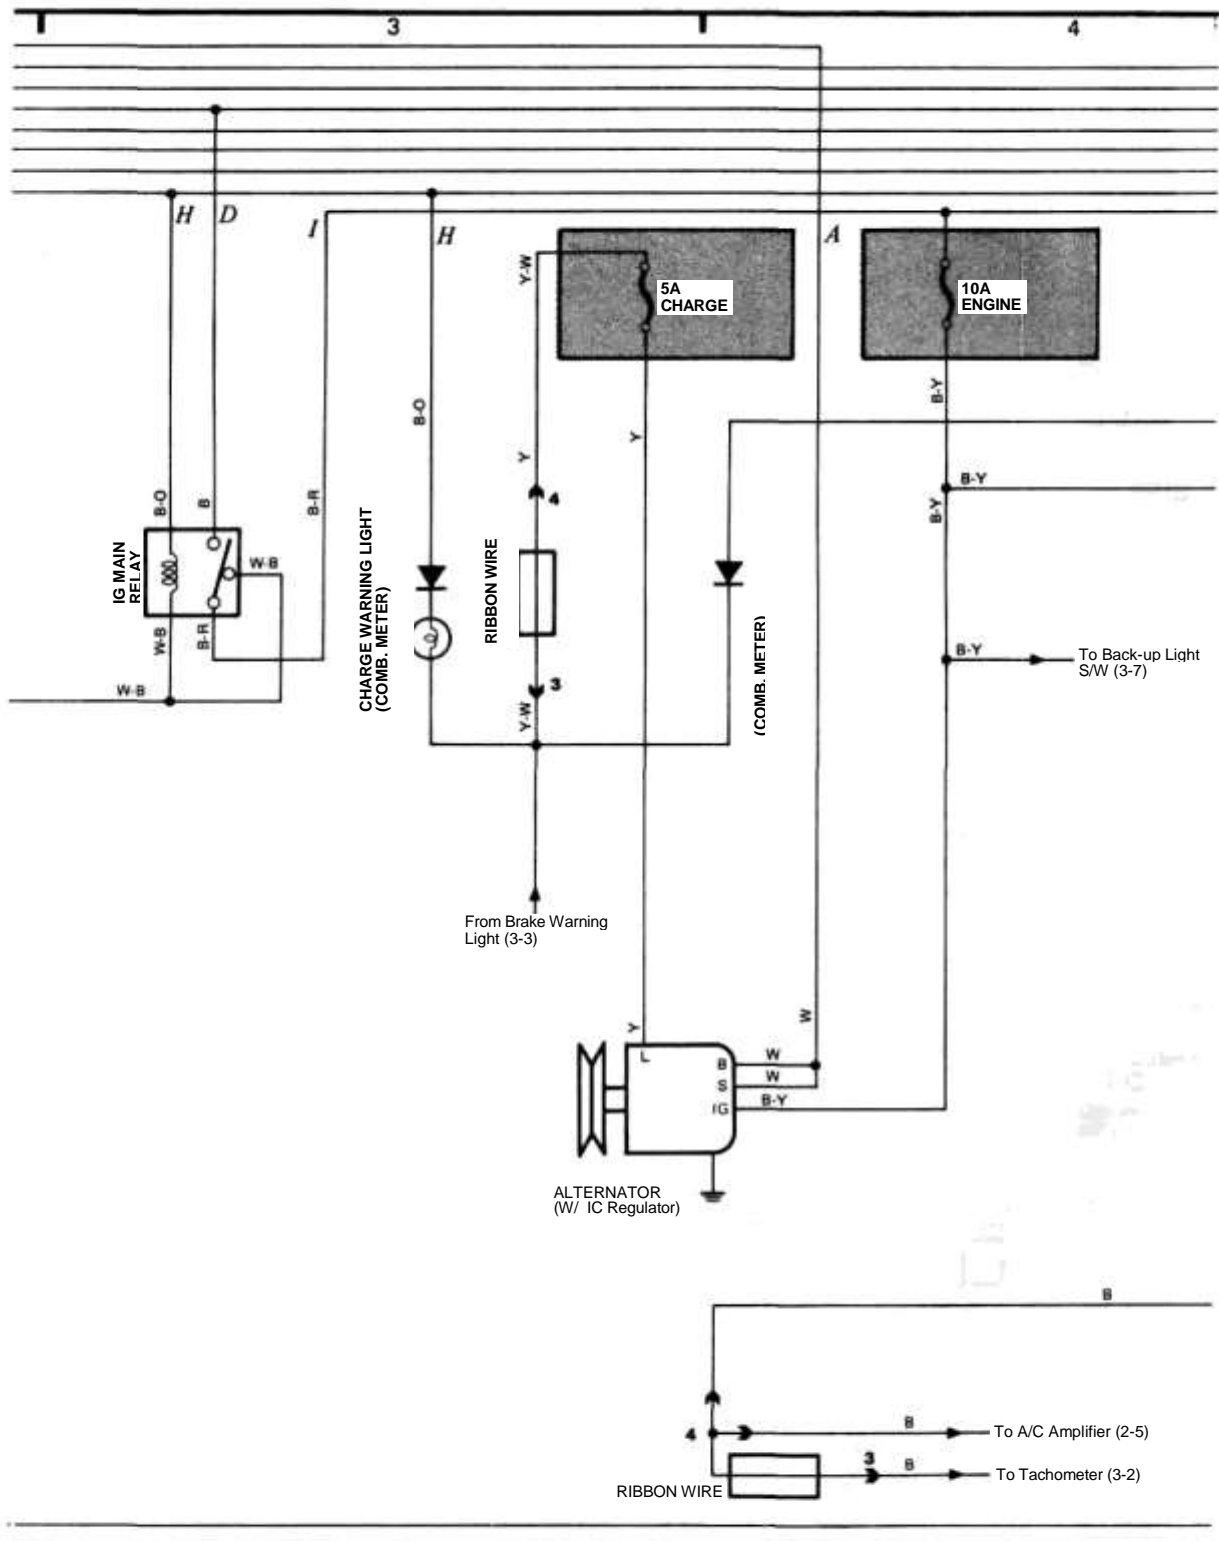 3
4
H
D
I
H
A
Y-W
5A
CHARGE
10A
ENGINE
B-Y
B-O
Y
Y
B-Y
B-O
B
B-R
4
B-Y
IG MAIN
RELAY
W-B
CHARGE WARNING LIGHT
(COMB. METER)
RIBBON WIRE
(COMB. METER)
W-B
B-R
W-B
3
Y-W
B-Y
To Back-up Light
S/W (3-7)
From Brake Warning
Light (3-3)
W
Y
L
B
W
S
W
IG
B-Y
ALTERNATOR
(W/ IC Regulator)
B
4
B
To A/C Amplifier (2-5)
3
B
To Tachometer (3-2)
RIBBON WIRE